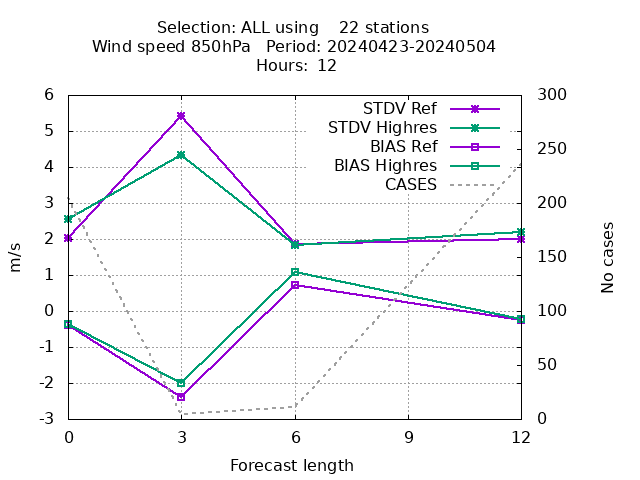 Selection: ALL using    22 stations
Wind speed 850hPa   Period: 20240423-20240504
Hours: 12
STDV Ref
STDV Highres
BIAS Ref
BIAS Highres
CASES
6
5
4
3
2
1
0
-1
-2
-3
m/s
300
250
200
150
100
50
0
No cases
0 3 6 9 12
Forecast length